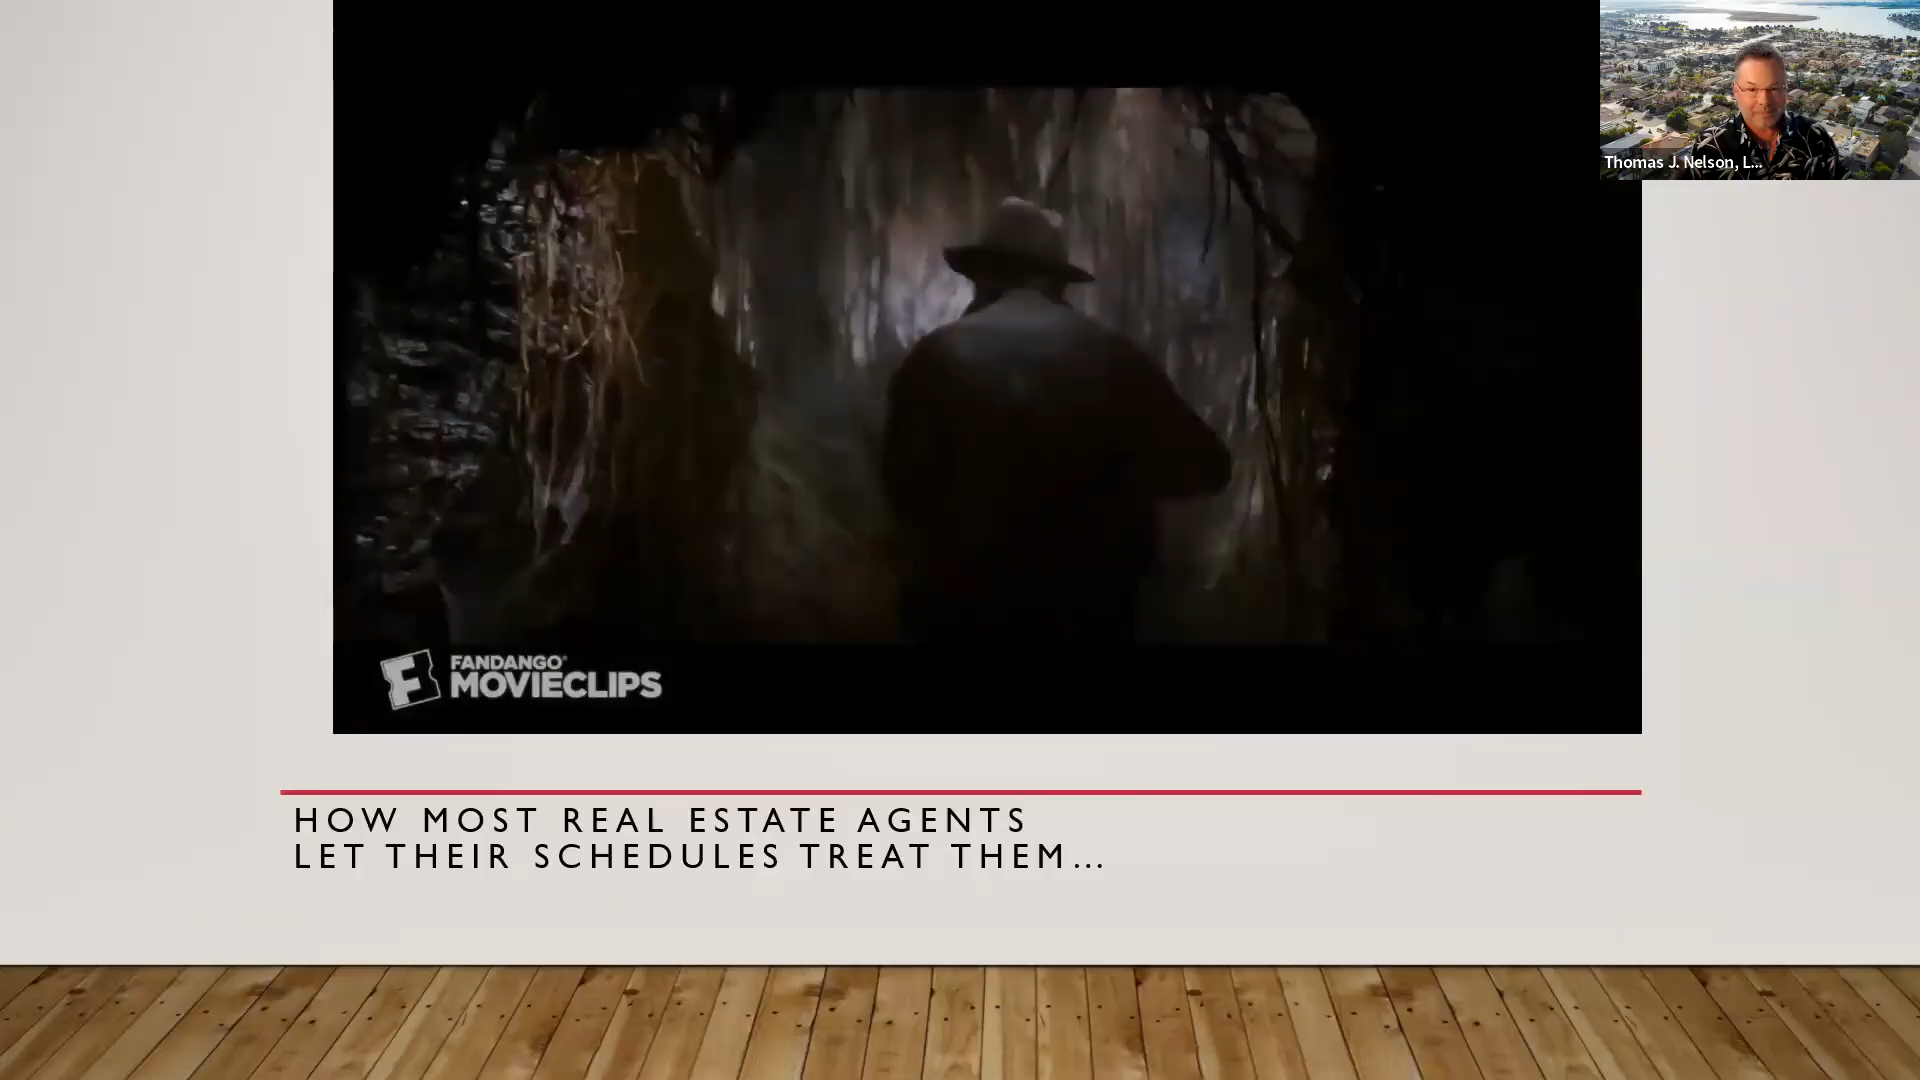 Thomas J. Nelson, L...
FANDANGO®
MOVIECLIPS
HOW MOST REAL ESTATE AGENTS
LET THEIR SCHEDULES TREAT THEM...